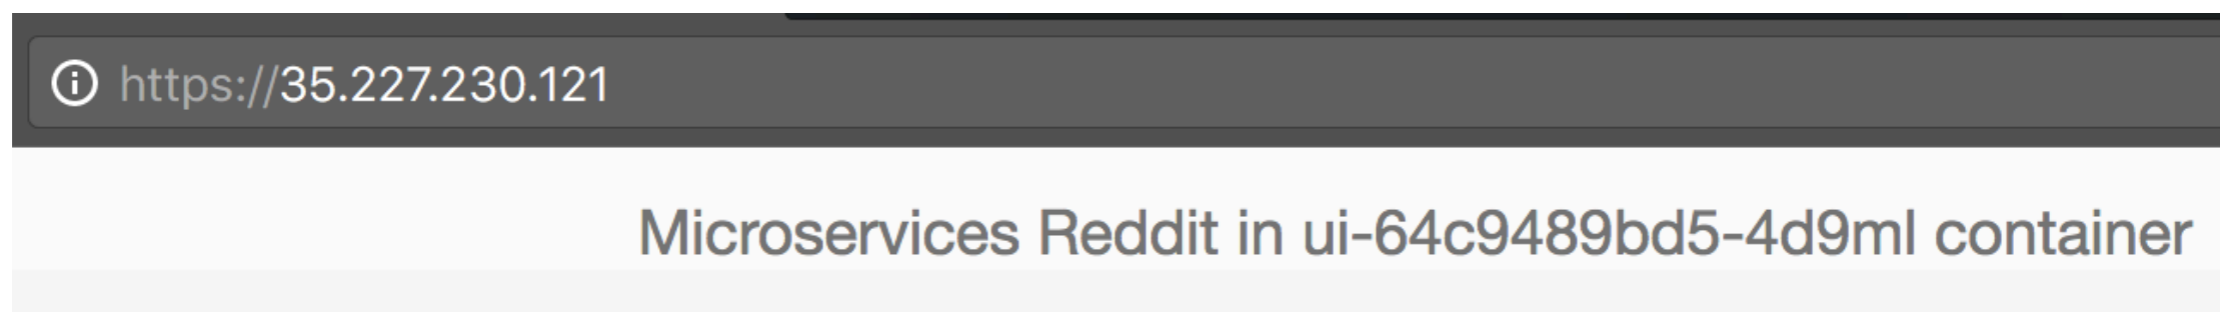 https://35.227.230.121
Microservices Reddit in ui-64c9489bd5-4d9ml container